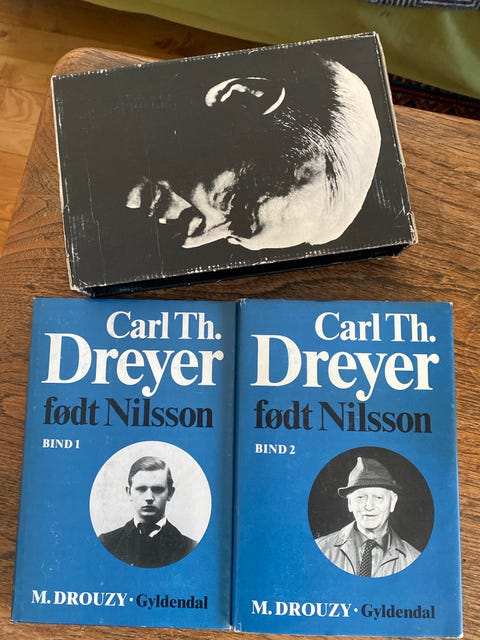 Carl Th.
Dreyer
født Nilsson
BIND 1
M. DROUZY · Gyldendal
Carl Th.
Dreyer
født Nilsson
BIND 2
M. DROUZY · Gyldendal